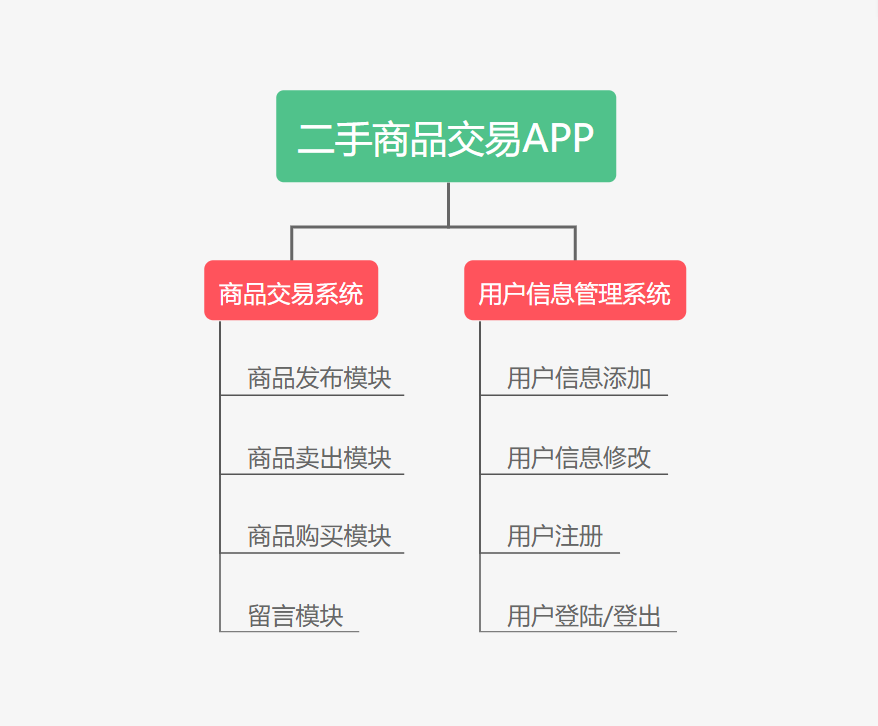 二手商品交易APP
商品交易系统
用户信息管理系统
商品发布模块
用户信息添加
商品卖出模块
用户信息修改
商品购买模块
用户注册
留言模块
用户登陆/登出